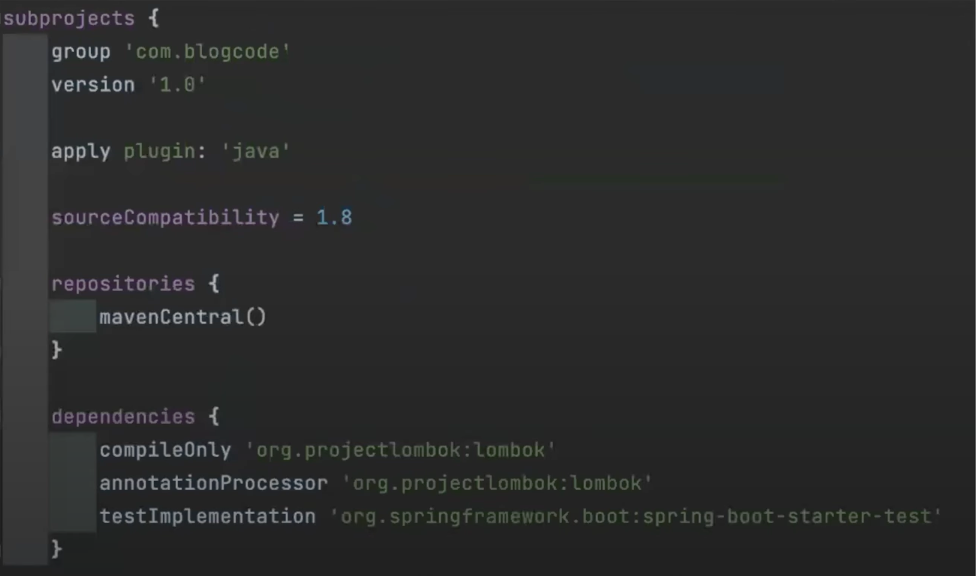 subprojects {
group 'com.blogcode'
version '1.0'
apply plugin: 'java'
sourceCompatibility = 1.8
repositories {
mavenCentral()
}
dependencies {
compileOnly 'org.projectlombok:lombok'
annotationProcessor 'org.projectlombok:lombok'
testImplementation 'org.springframework.boot:spring-boot-starter-test'
}